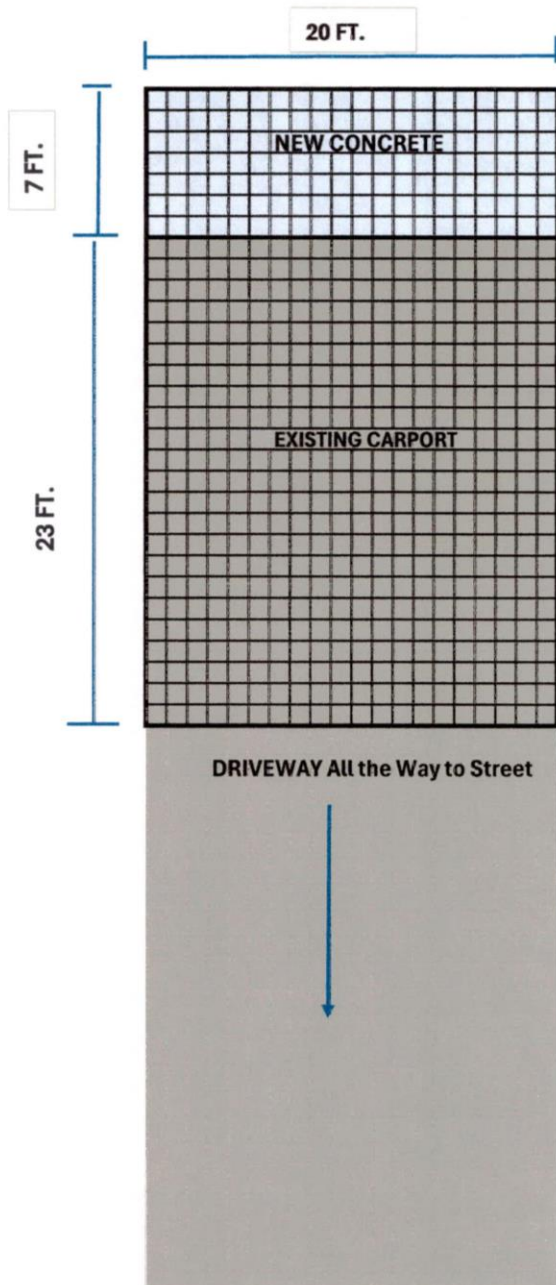 20 FT.
7 FT.
NEW CONCRETE
23 FT.
EXISTING CARPORT
DRIVEWAY All the Way to Street